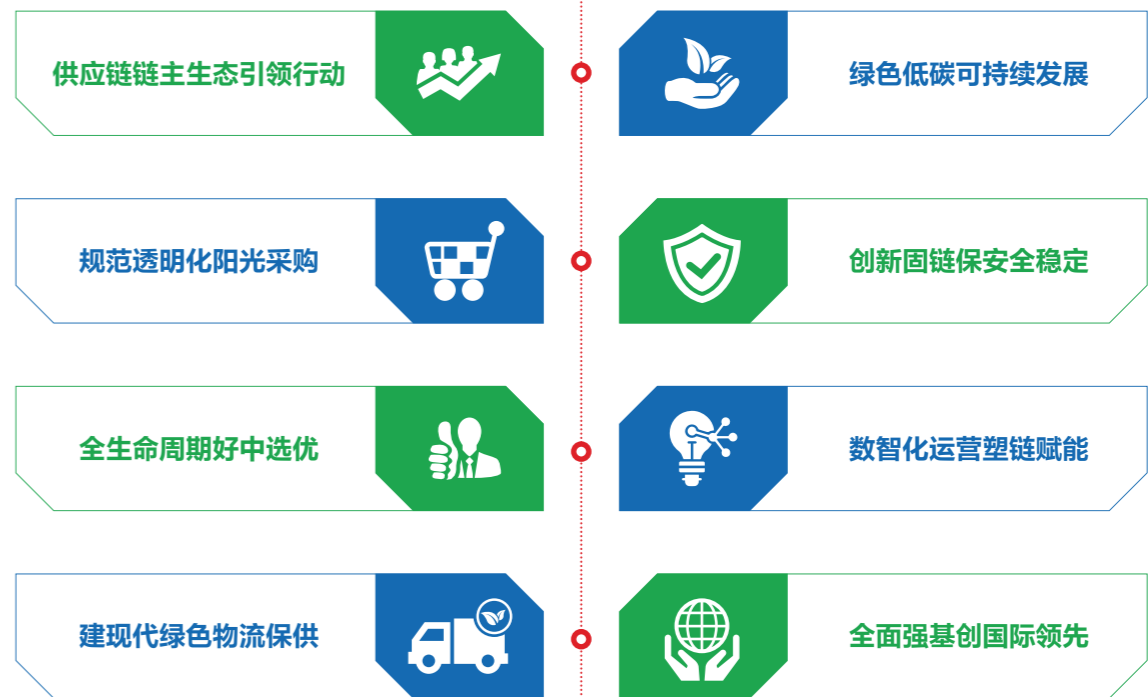 供应链链主生态引领行动
绿色低碳可持续发展
规范透明化阳光采购
创新固链保安全稳定
全生命周期好中选优
数智化运营塑链赋能
建现代绿色物流保供
全面强基创国际领先